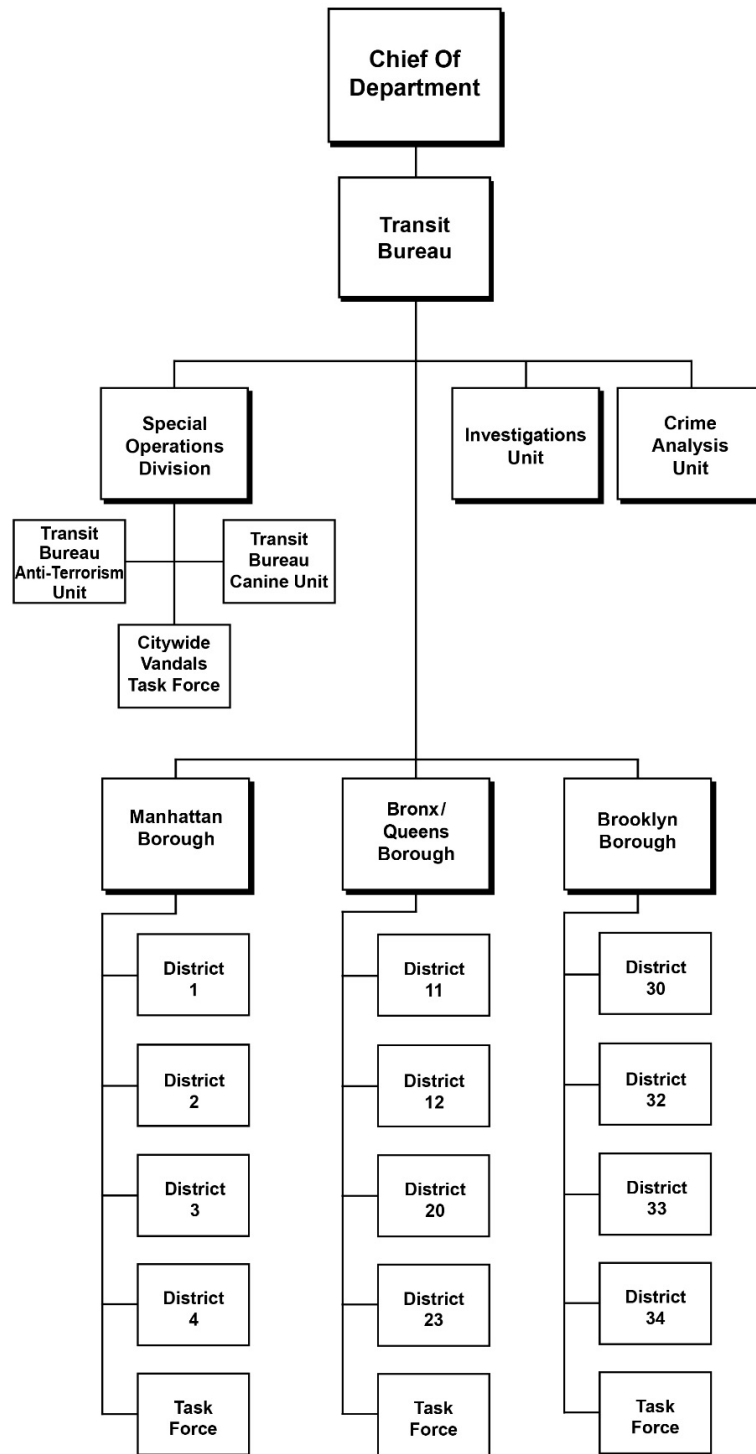 Chief Of
Department
Transit
Bureau
Special
Operations
Division
Investigations
Unit
Crime
Analysis
Unit
Transit
Bureau
Anti-Terrorism
Unit
Transit
Bureau
Canine Unit
Citywide
Vandals
Task Force
Manhattan
Borough
Bronx/
Queens
Borough
Brooklyn
Borough
District
1
District
2
District
3
District
4
Task
Force
District
11
District
12
District
20
District
23
Task
Force
District
30
District
32
District
33
District
34
Task
Force